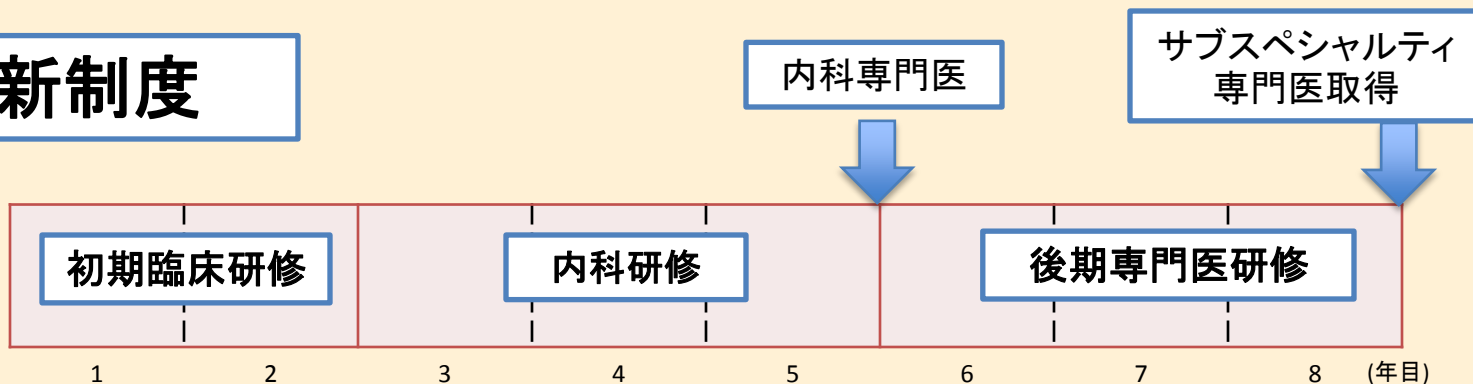 新制度
内科専門医
サブスペシャルティ
専門医取得
初期臨床研修
内科研修
後期専門医研修
1 2 3 4 5 6 7 8 (年目)